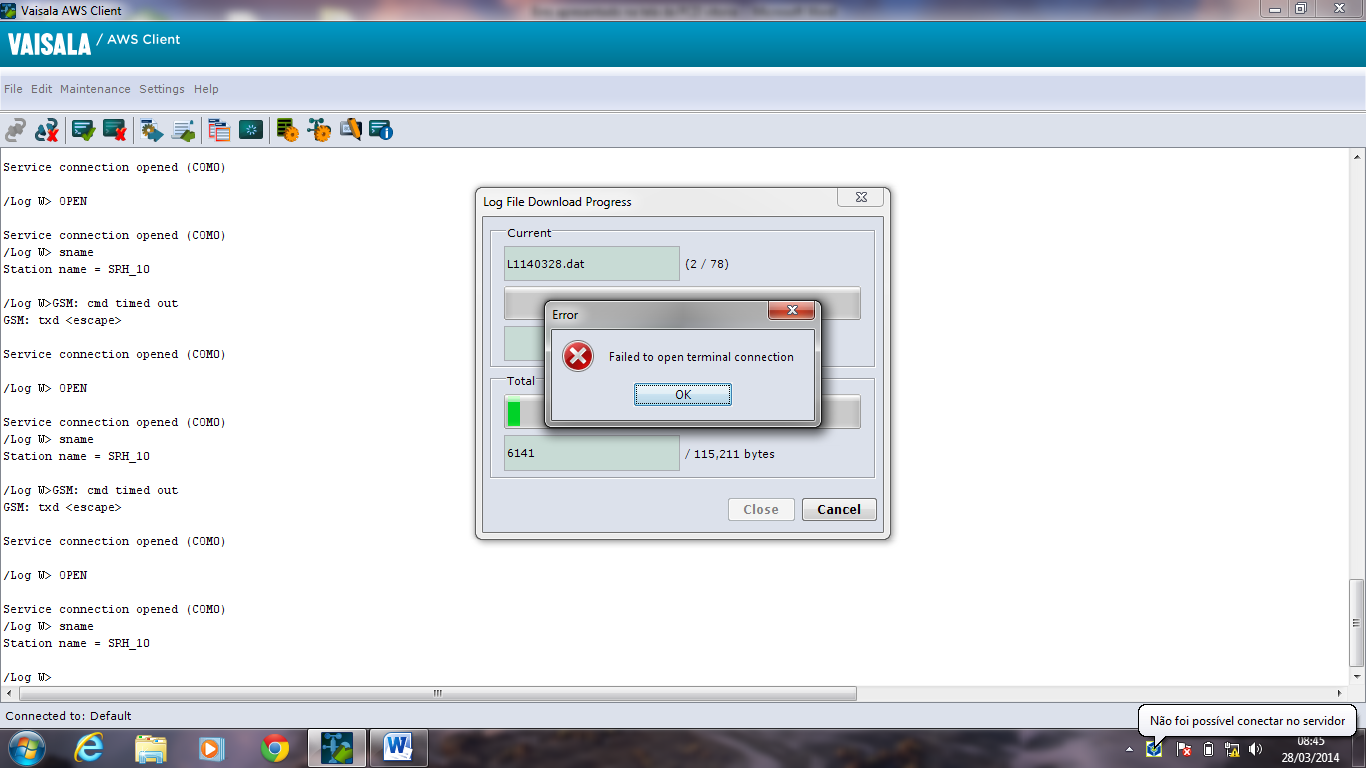 Vaisala AWS Client
VAISALA / AWS Client
File Edit Maintenance Settings Help
Service connection opened (COM0)
/Log W> OPEN
Service connection opened (COM0)
/Log W> sname
Station name = SRH_10
/Log W>GSM: cmd timed out
GSM: txd <escape>
Service connection opened (COM0)
/Log W> OPEN
Service connection opened (COM0)
/Log W> sname
Station name = SRH_10
/Log W>GSM: cmd timed out
GSM: txd <escape>
Service connection opened (COM0)
/Log W> OPEN
Service connection opened (COM0)
/Log W> sname
Station name = SRH_10
/Log W>
Log File Download Progress
Current
L1140328.dat (2 / 78)
Error
Failed to open terminal connection
OK
Total
6141 / 115,211 bytes
Close Cancel
Connected to: Default
Não foi possível conectar no servidor
08:45
28/03/2014